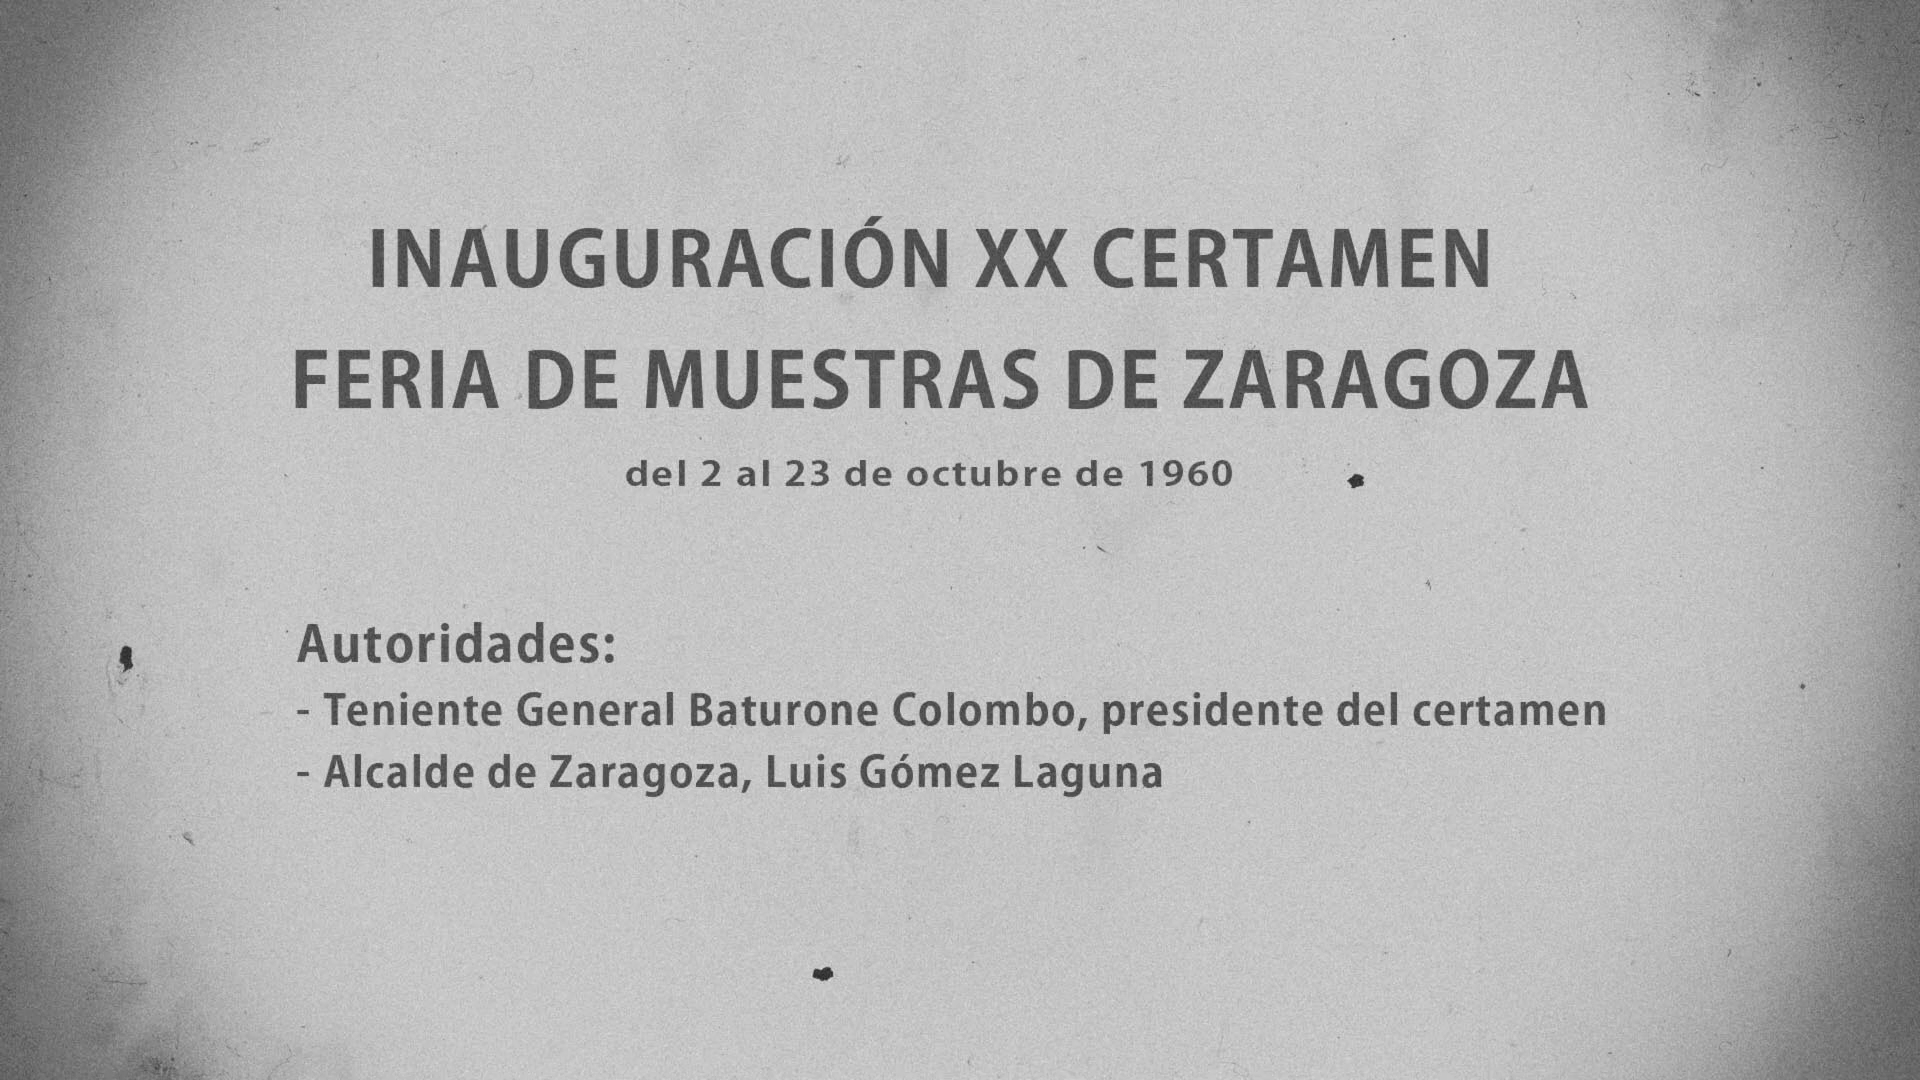 INAUGURACIÓN XX CERTAMEN
FERIA DE MUESTRAS DE ZARAGOZA
del 2 al 23 de octubre de 1960
Autoridades:
- Teniente General Baturone Colombo, presidente del certamen
- Alcalde de Zaragoza, Luis Gómez Laguna